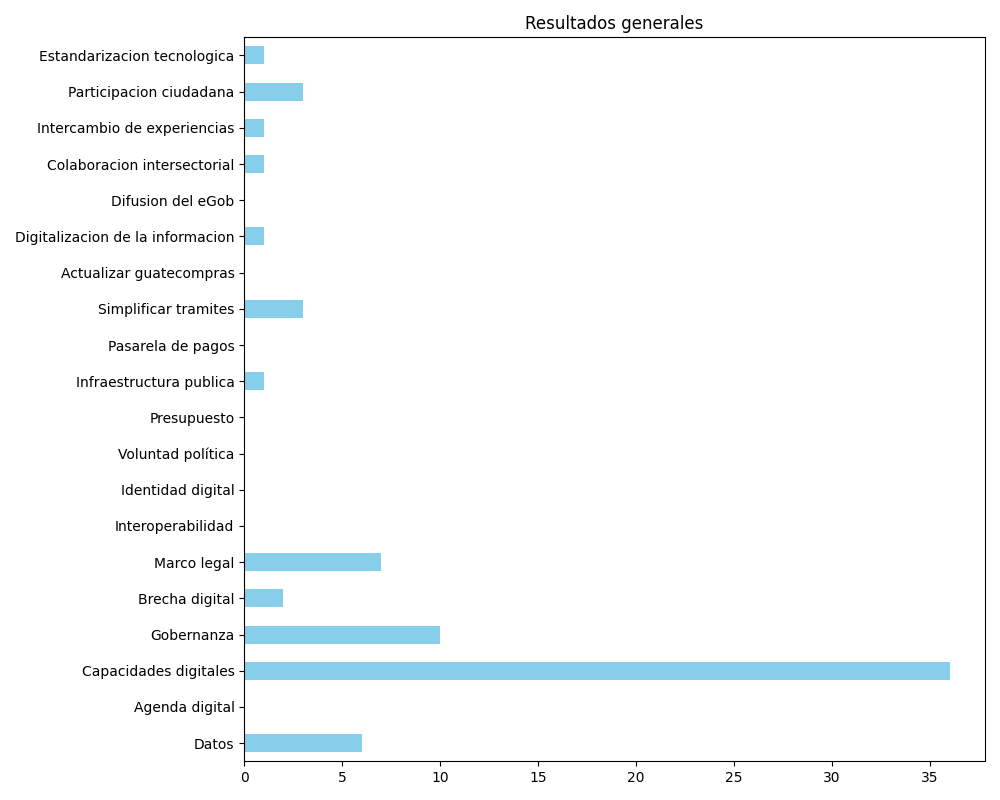 Resultados generales
Estandarizacion tecnologica
Participacion ciudadana
Intercambio de experiencias
Colaboracion intersectorial
Difusion del eGob
Digitalizacion de la informacion
Actualizar guatecompras
Simplificar tramites
Pasarela de pagos
Infraestructura publica
Presupuesto
Voluntad política
Identidad digital
Interoperabilidad
Marco legal
Brecha digital
Gobernanza
Capacidades digitales
Agenda digital
Datos
0 5 10 15 20 25 30 35